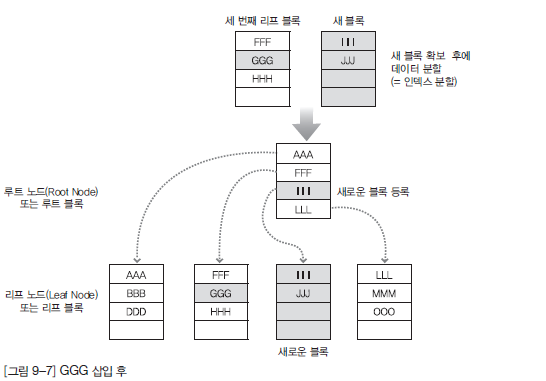 세 번째 리프 블록
새 블록
FFF
GGG
HHH
III
JJJ
새 블록 확보 후에
데이터 분할
(= 인덱스 분할)
AAA
FFF
III
LLL
루트 노드(Root Node)
또는 루트 블록
새로운 블록 등록
리프 노드(Leaf Node)
또는 리프 블록
AAA
BBB
DDD
FFF
GGG
HHH
III
JJJ
LLL
MMM
OOO
새로운 블록
[그림 9-7] GGG 삽입 후